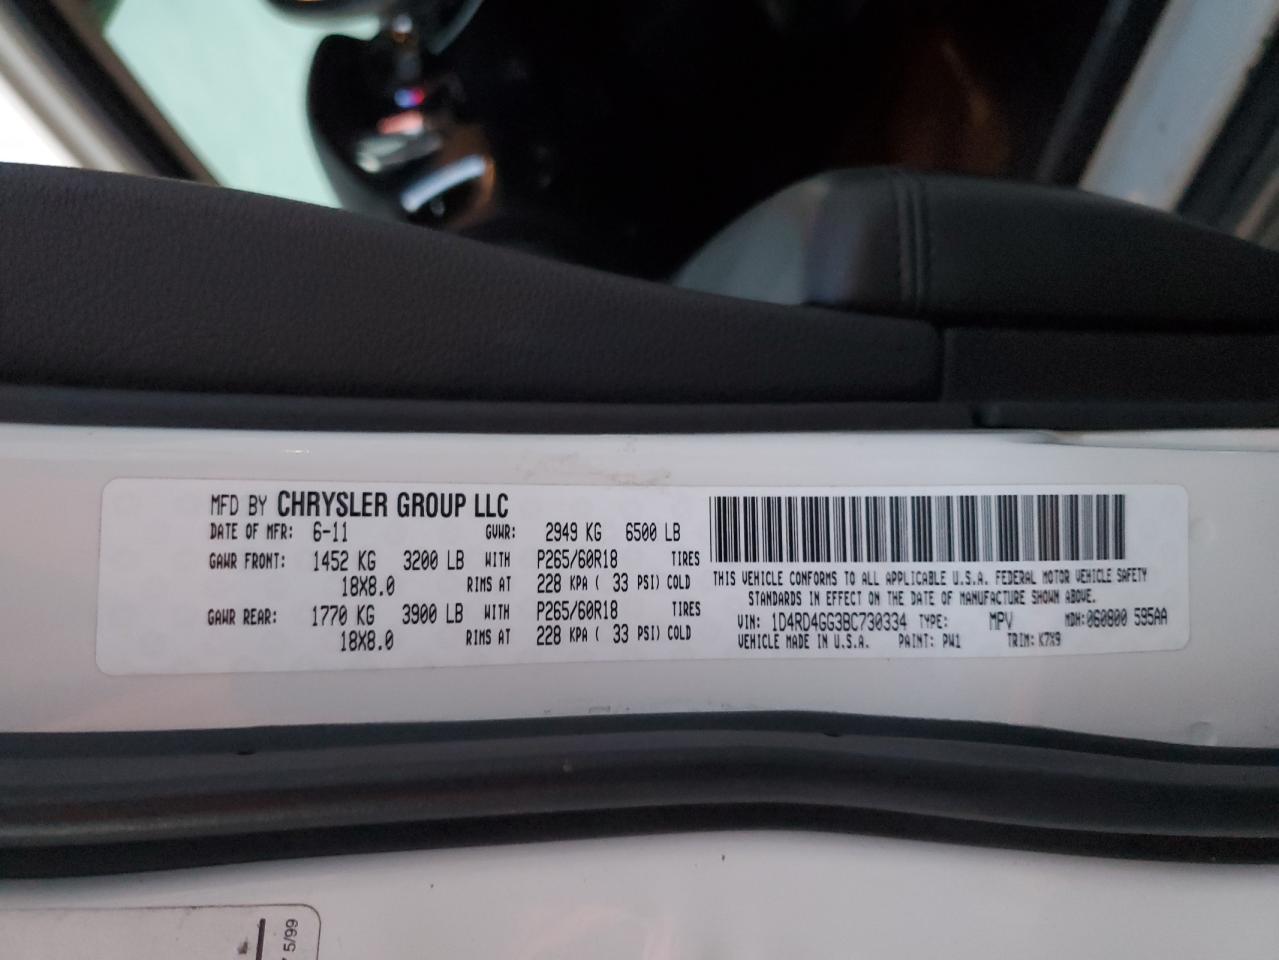 MFD BY CHRYSLER GROUP LLC
DATE OF MFR: 6-11 GVWR: 2949 KG 6500 LB
GAWR FRONT: 1452 KG 3200 LB WITH P265/60R18 TIRES
18X8.0 RIMS AT 228 KPA ( 33 PSI) COLD
GAWR REAR: 1770 KG 3900 LB WITH P265/60R18 TIRES
18X8.0 RIMS AT 228 KPA ( 33 PSI) COLD
THIS VEHICLE CONFORMS TO ALL APPLICABLE U.S.A. FEDERAL MOTOR VEHICLE SAFETY
STANDARDS IN EFFECT ON THE DATE OF MANUFACTURE SHOWN ABOVE.
VIN: 1D4RD4GG3BC730334 TYPE: MPV MDH: 060800 595AA
VEHICLE MADE IN U.S.A. PAINT: PW1 TRIM: K7X9
5/99